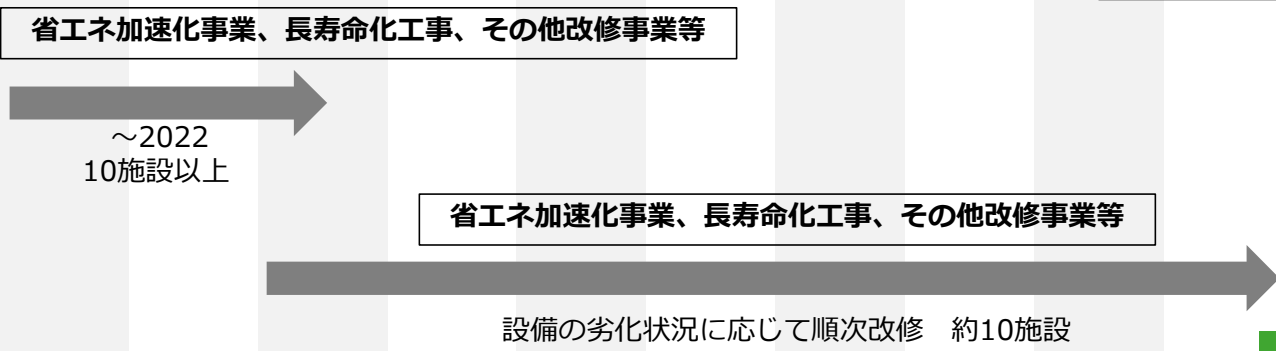 省エネ加速化事業、長寿命化工事、その他改修事業等
～2022
10施設以上
省エネ加速化事業、長寿命化工事、その他改修事業等
設備の劣化状況に応じて順次改修　約10施設